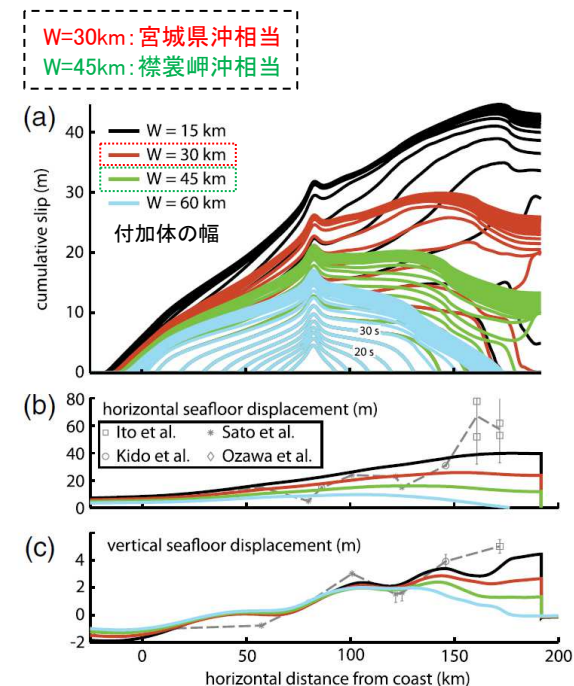 W=30km:宮城県沖相当
W=45km:襟裳岬沖相当
(a)
40
30
20
10
0
cumulative slip (m)
W = 15 km
W = 30 km
W = 45 km
W = 60 km
付加体の幅
30 s
20 s
(b)
80
60
40
20
0
horizontal seafloor displacement (m)
Ito et al.
Sato et al.
Kido et al.
Ozawa et al.
(c)
6
4
2
0
-2
vertical seafloor displacement (m)
0
50
100
150
200
horizontal distance from coast (km)